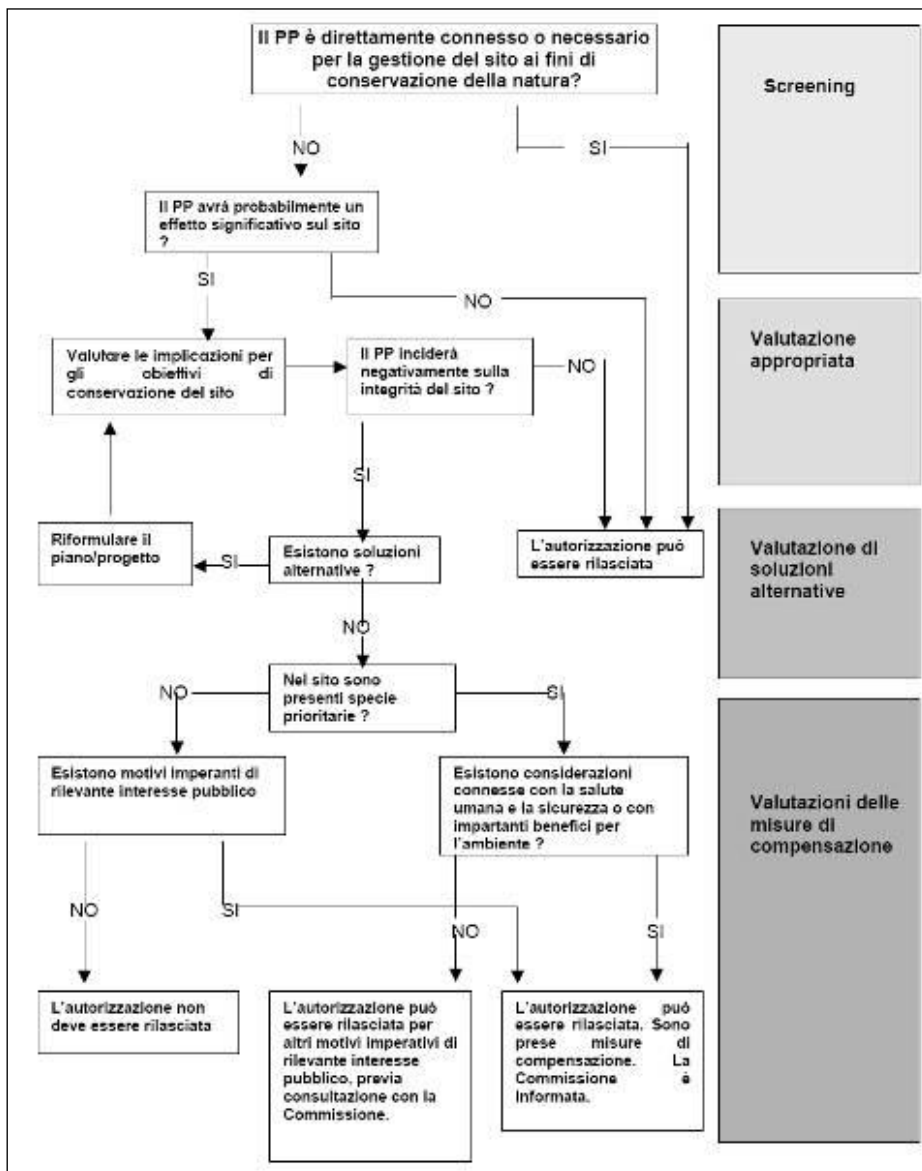 Il PP è direttamente connesso o necessario
per la gestione del sito ai fini di
conservazione della natura?
Screening
NO
SI
Il PP avrà probabilmente un
effetto significativo sul sito
?
SI
NO
Valutazione
appropriata
Valutare le implicazioni per
gli obiettivi di
conservazione del sito
Il PP inciderà
negativamente sulla
integrità del sito ?
NO
SI
Riformulare il
piano/progetto
SI
Esistono soluzioni
alternative ?
L'autorizzazione può
essere rilasciata
Valutazione di
soluzioni
alternative
NO
Nel sito sono
presenti specie
prioritarie ?
NO
SI
Esistono motivi imperanti di
rilevante interesse pubblico
Esistono considerazioni
connesse con la salute
umana e la sicurezza o con
impartanti benefici per
l'ambiente ?
Valutazioni delle
misure di
compensazione
NO
SI
NO
SI
L'autorizzazione non
deve essere rilasciata
L'autorizzazione può
essere rilasciata per
altri motivi imperativi di
rilevante interesse
pubblico, previa
consultazione con la
Commissione.
L'autorizzazione può
essere rilasciata. Sono
prese misure di
compensazione. La
Commissione è
informata.